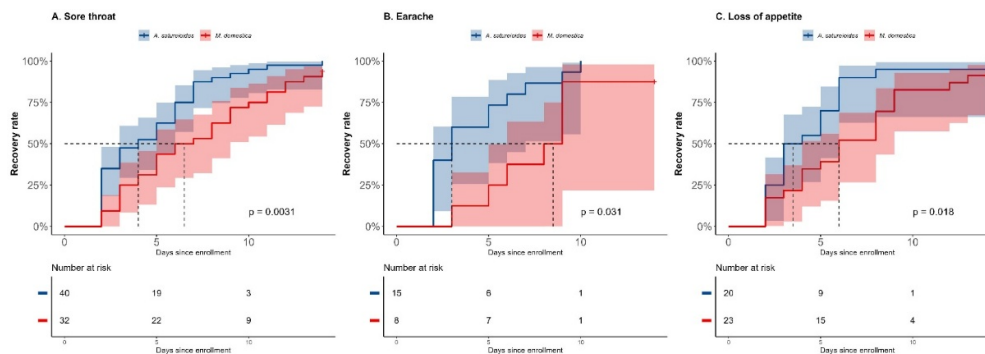 A. Sore throat
A. satureioides M. domestica
100%
75%
50%
25%
0%
Recovery rate
p = 0.0031
0 5 10
Days since enrollment
Number at risk
40 19 3
32 22 9
0 5 10
Days since enrollment
B. Earache
A. satureioides M. domestica
100%
75%
50%
25%
0%
Recovery rate
p = 0.031
0 5 10
Days since enrollment
Number at risk
15 6 1
8 7 1
0 5 10
Days since enrollment
C. Loss of appetite
A. satureioides M. domestica
100%
75%
50%
25%
0%
Recovery rate
p = 0.018
0 5 10
Days since enrollment
Number at risk
20 9 1
23 15 4
0 5 10
Days since enrollment